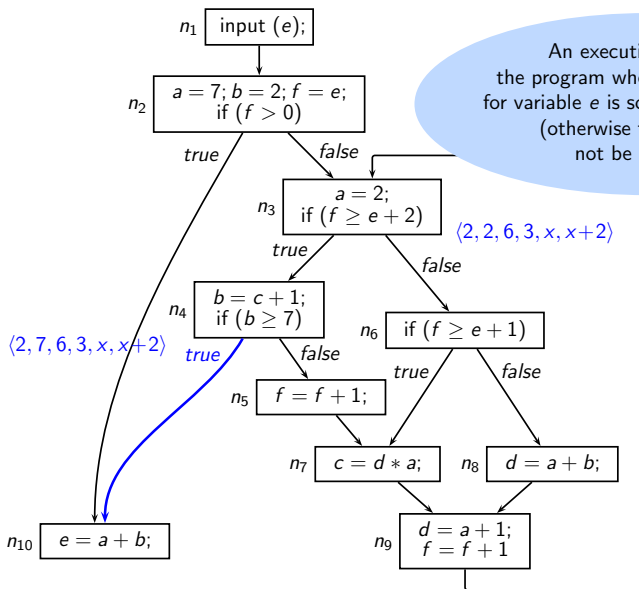 n1 input (e);
An executi
n2 a = 7; b = 2; f = e;
if (f > 0)
the program whe
for variable e is so
(otherwise t
not be
true
false
n3 a = 2;
if (f ≥ e + 2)
⟨2, 2, 6, 3, x, x+2⟩
true
false
n4 b = c + 1;
if (b ≥ 7)
n6 if (f ≥ e + 1)
⟨2, 7, 6, 3, x, x+2⟩
true
false
true
false
n5 f = f + 1;
n7 c = d ∗ a;
n8 d = a + b;
n10 e = a + b;
n9 d = a + 1;
f = f + 1